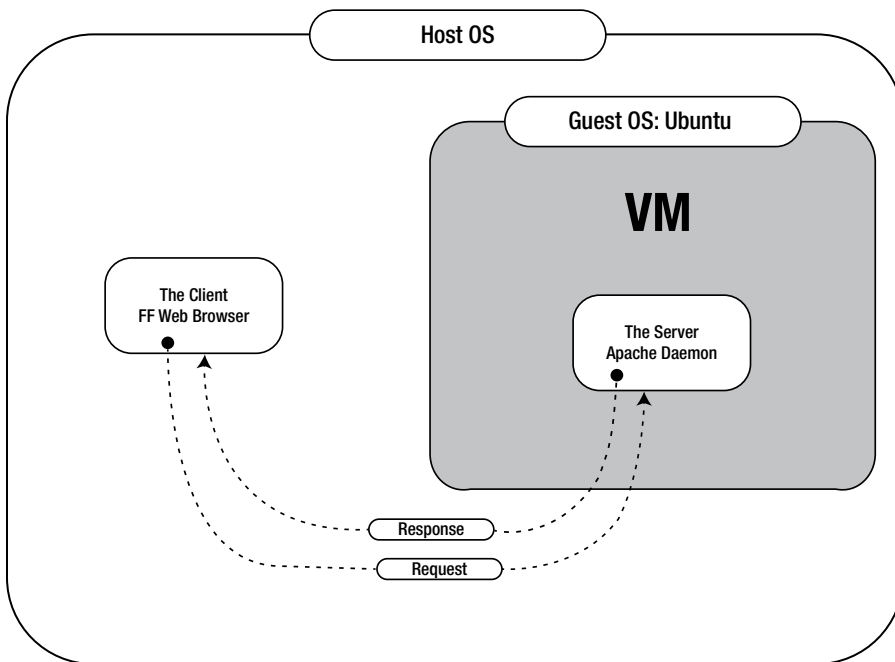 Host OS
Guest OS: Ubuntu
VM
The Client
FF Web Browser
The Server
Apache Daemon
Response
Request